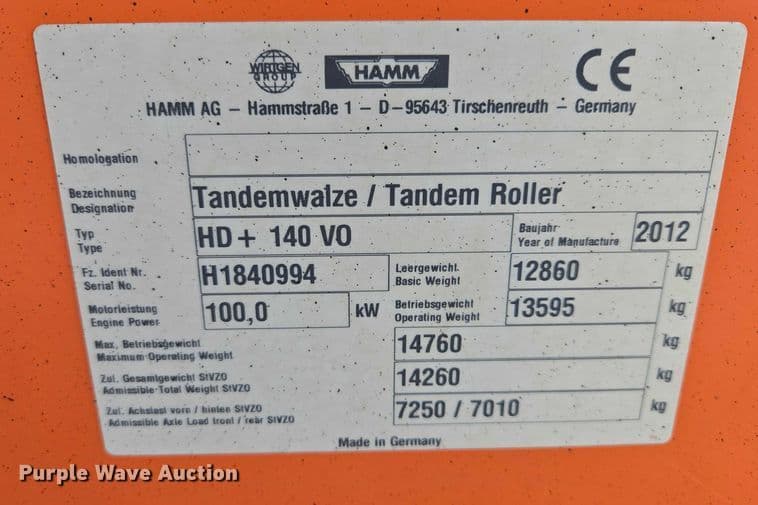 WIRTGEN GROUP HAMM CE
HAMM AG – Hammstraße 1 – D–95643 Tirschenreuth – Germany
Homologation
Bezeichnung
Designation
Tandemwalze / Tandem Roller
Typ
Type
HD+ 140 VO
Baujahr
Year of Manufacture
2012
Fz. Ident Nr.
Serial No.
H1840994
Leergewicht
Basic Weight
12860 kg
Motorleistung
Engine Power
100,0 kW
Betriebsgewicht
Operating Weight
13595 kg
Max. Betriebsgewicht
Maximum Operating Weight
14760 kg
Zul. Gesamtgewicht StVZO
Admissible Total Weight StVZO
14260 kg
Zul. Achslast vorn / hinten StVZO
Admissible Axle Load front / rear StVZO
7250 / 7010 kg
Made in Germany
Purple Wave Auction